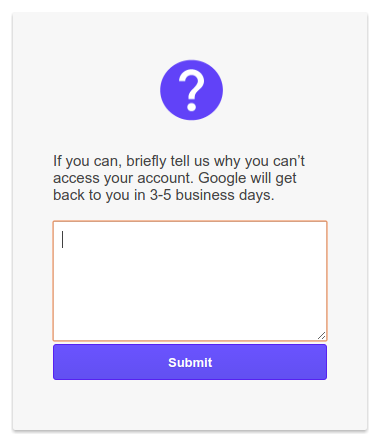 ?
If you can, briefly tell us why you can’t
access your account. Google will get
back to you in 3-5 business days.
Submit